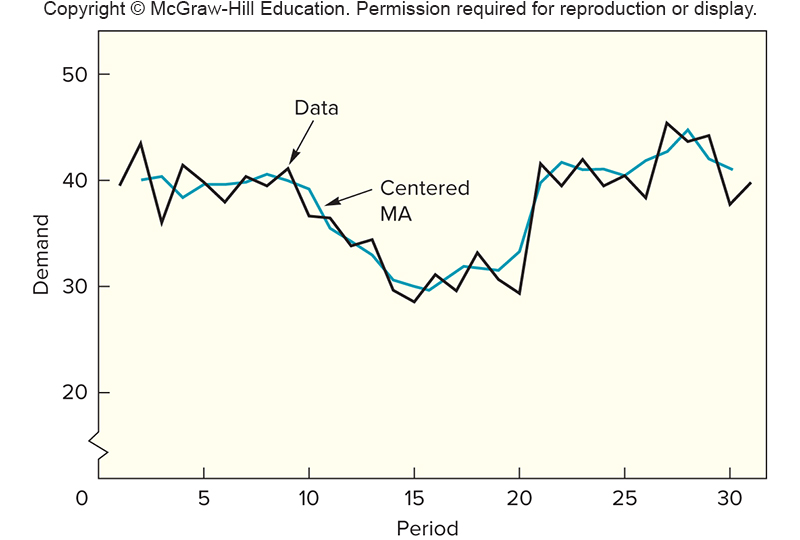 Copyright © McGraw-Hill Education. Permission required for reproduction or display.
50
Data
40
Centered
MA
Demand
30
20
0
5
10
15
20
25
30
Period